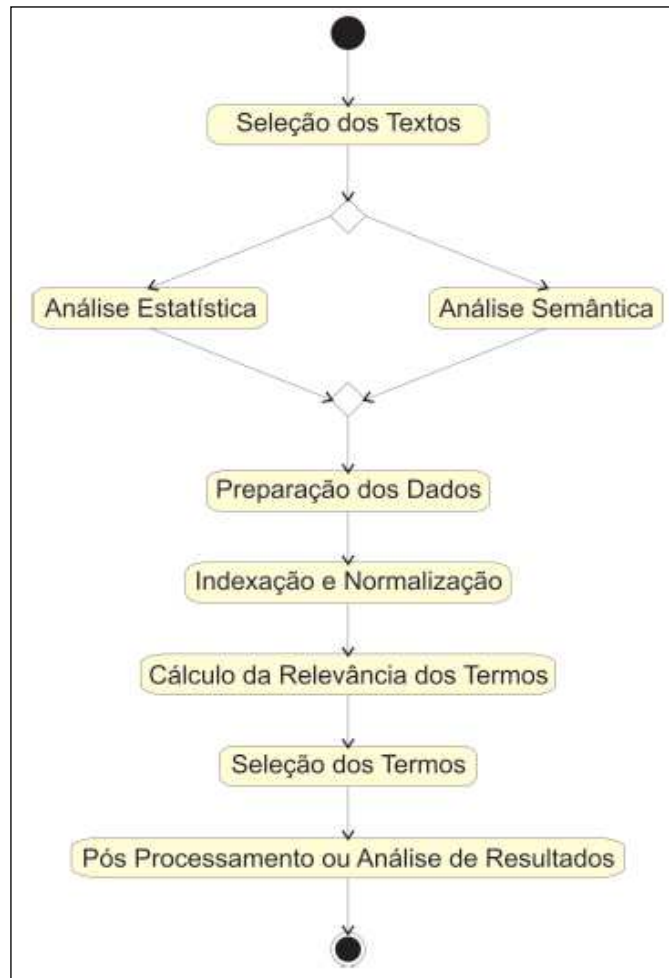 Seleção dos Textos
Análise Estatística
Análise Semântica
Preparação dos Dados
Indexação e Normalização
Cálculo da Relevância dos Termos
Seleção dos Termos
Pós Processamento ou Análise de Resultados